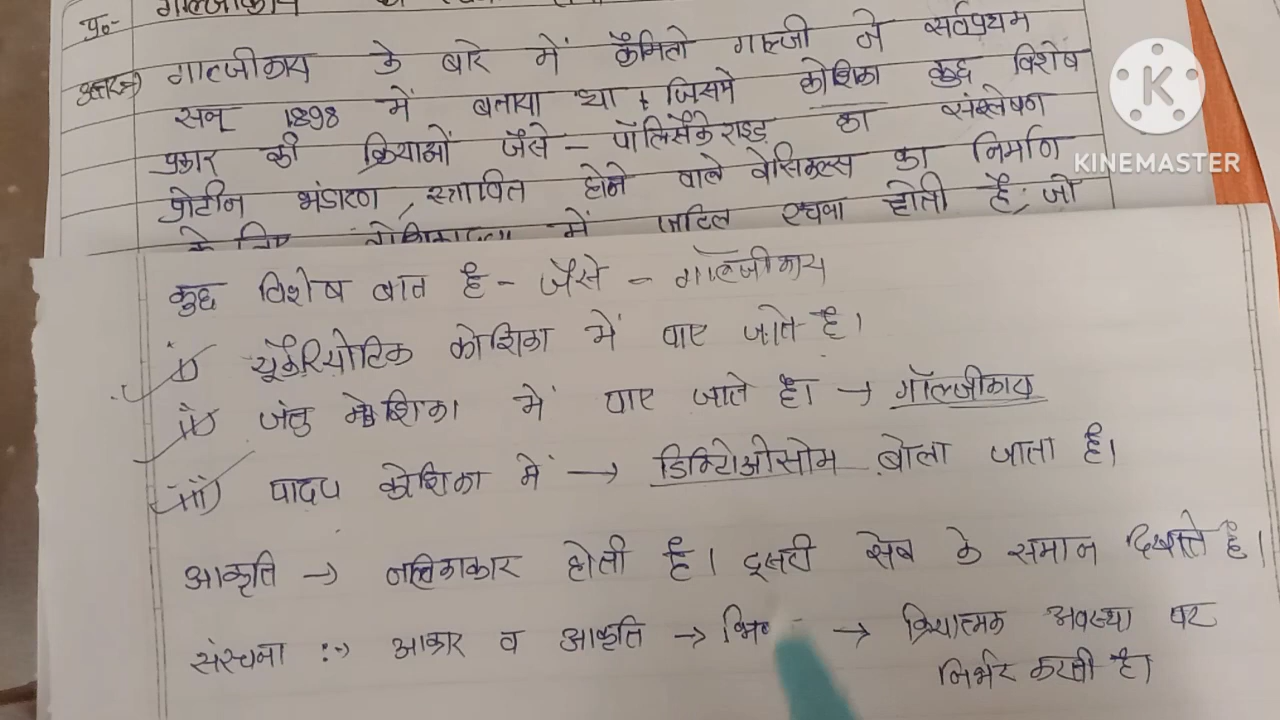 प्र०- गाल्जीकाय
उत्तर:-) गाल्जीकाय के बारे में कैमिलो गाल्जी ने सर्वप्रथम
सन् 1898 में बताया था, जिसमे कोशिका कुछ विशेष
प्रकार की क्रियाओं जैसे - पॉलिसैकेराइड का संश्लेषण
प्रोटीन भंडारण, स्त्रावित होने वाले वेसिकल्स का निर्माण
के लिए में जटिल रचना होती है; जो
कुछ विशेष बात है - जैसे - गॉल्जीकाय
i) यूकैरियोटिक कोशिका में पाए जाते है।
ii) जंतु कोशिका में पाए जाते है। → गॉल्जीकाय
iii) पादप कोशिका में → डिक्टिओसोम बोला जाता है।
आकृति → नलिकाकार होती है। दूसरी सेब के समान दिखते है।
संरचना :-) आकार व आकृति → → क्रियात्मक अवस्था पर
निर्भर करती है।
KINEMASTER